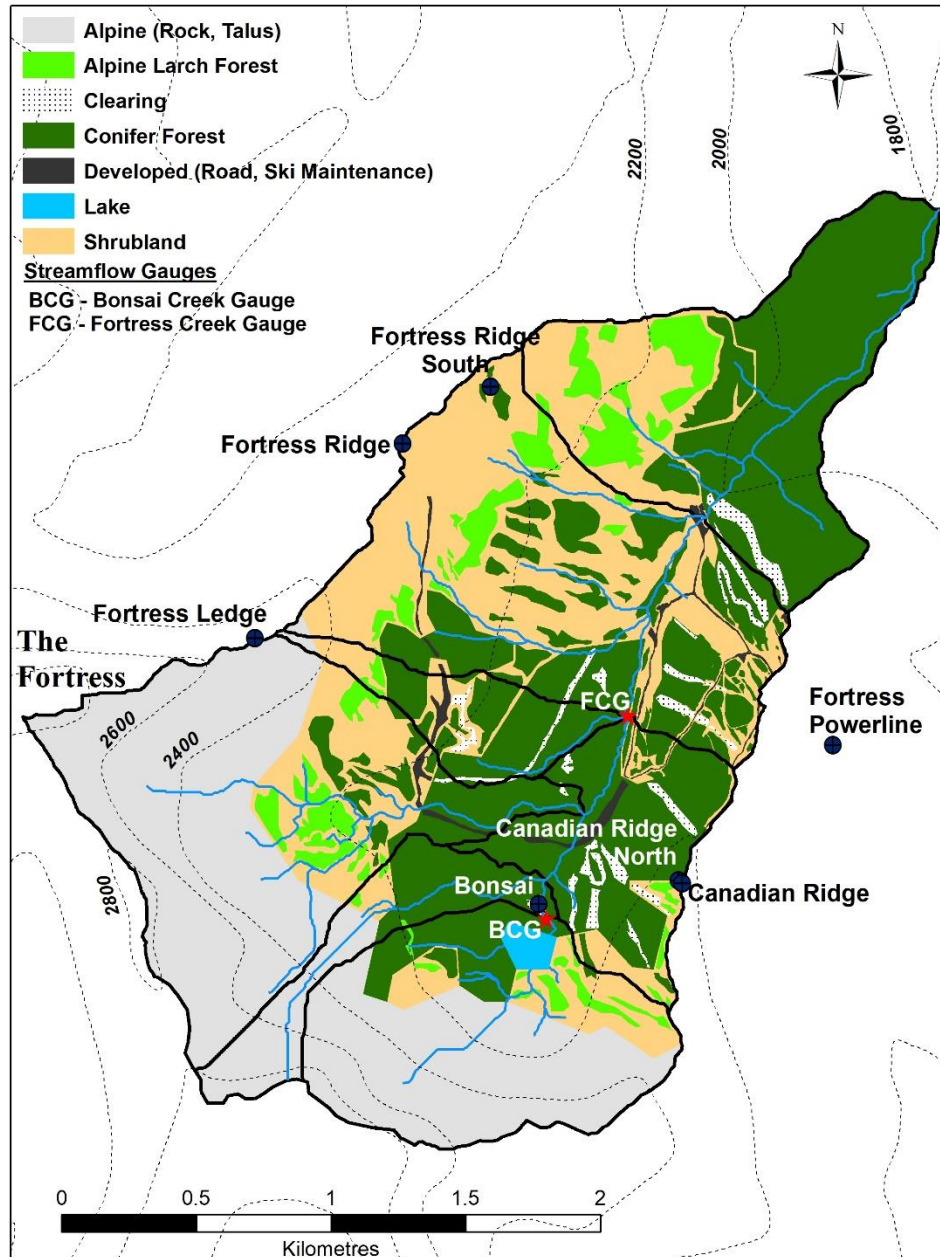 Alpine (Rock, Talus)
Alpine Larch Forest
Clearing
Conifer Forest
Developed (Road, Ski Maintenance)
Lake
Shrubland
Streamflow Gauges
BCG - Bonsai Creek Gauge
FCG - Fortress Creek Gauge
N
2200
2000
1800
Fortress Ridge
South
Fortress Ridge
Fortress Ledge
The
Fortress
2600
2400
2800
FCG
Fortress
Powerline
Canadian Ridge
North
Canadian Ridge
Bonsai
BCG
0
0.5
1
1.5
2
Kilometres